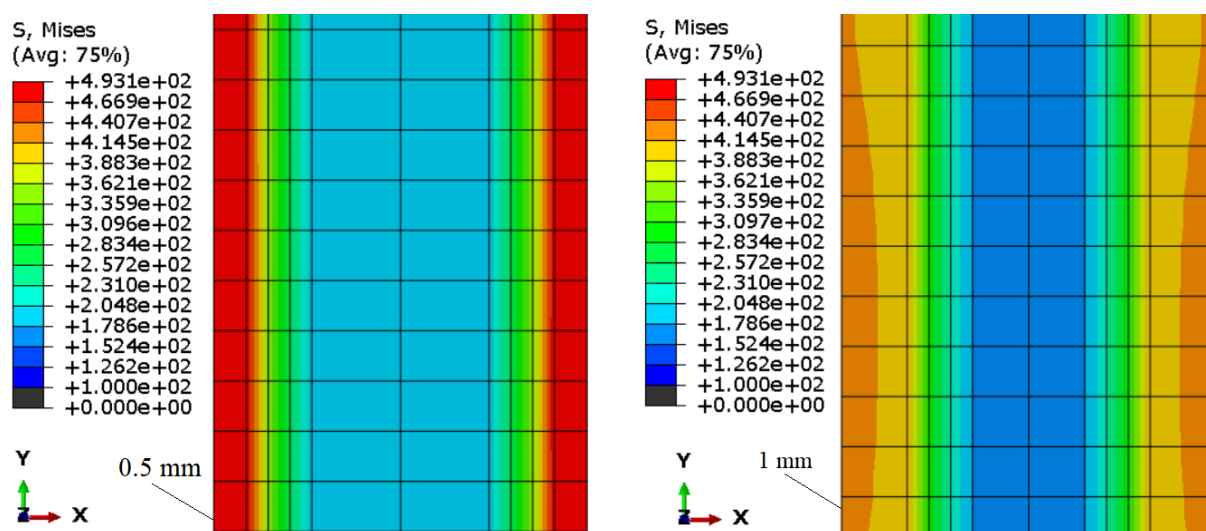 S, Mises
(Avg: 75%)
+4.931e+02
+4.669e+02
+4.407e+02
+4.145e+02
+3.883e+02
+3.621e+02
+3.359e+02
+3.096e+02
+2.834e+02
+2.572e+02
+2.310e+02
+2.048e+02
+1.786e+02
+1.524e+02
+1.262e+02
+1.000e+02
+0.000e+00
Y
Z X
0.5 mm
S, Mises
(Avg: 75%)
+4.931e+02
+4.669e+02
+4.407e+02
+4.145e+02
+3.883e+02
+3.621e+02
+3.359e+02
+3.097e+02
+2.834e+02
+2.572e+02
+2.310e+02
+2.048e+02
+1.786e+02
+1.524e+02
+1.262e+02
+1.000e+02
+0.000e+00
Y
Z X
1 mm